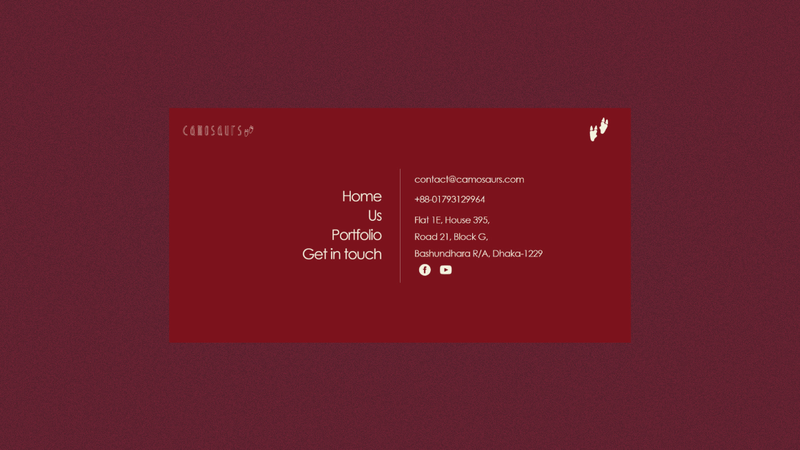 CAMOSAURS
Home
Us
Portfolio
Get in touch
contact@camosaurs.com
+88-01793129964
Flat 1E, House 395,
Road 21, Block G,
Bashundhara R/A, Dhaka-1229